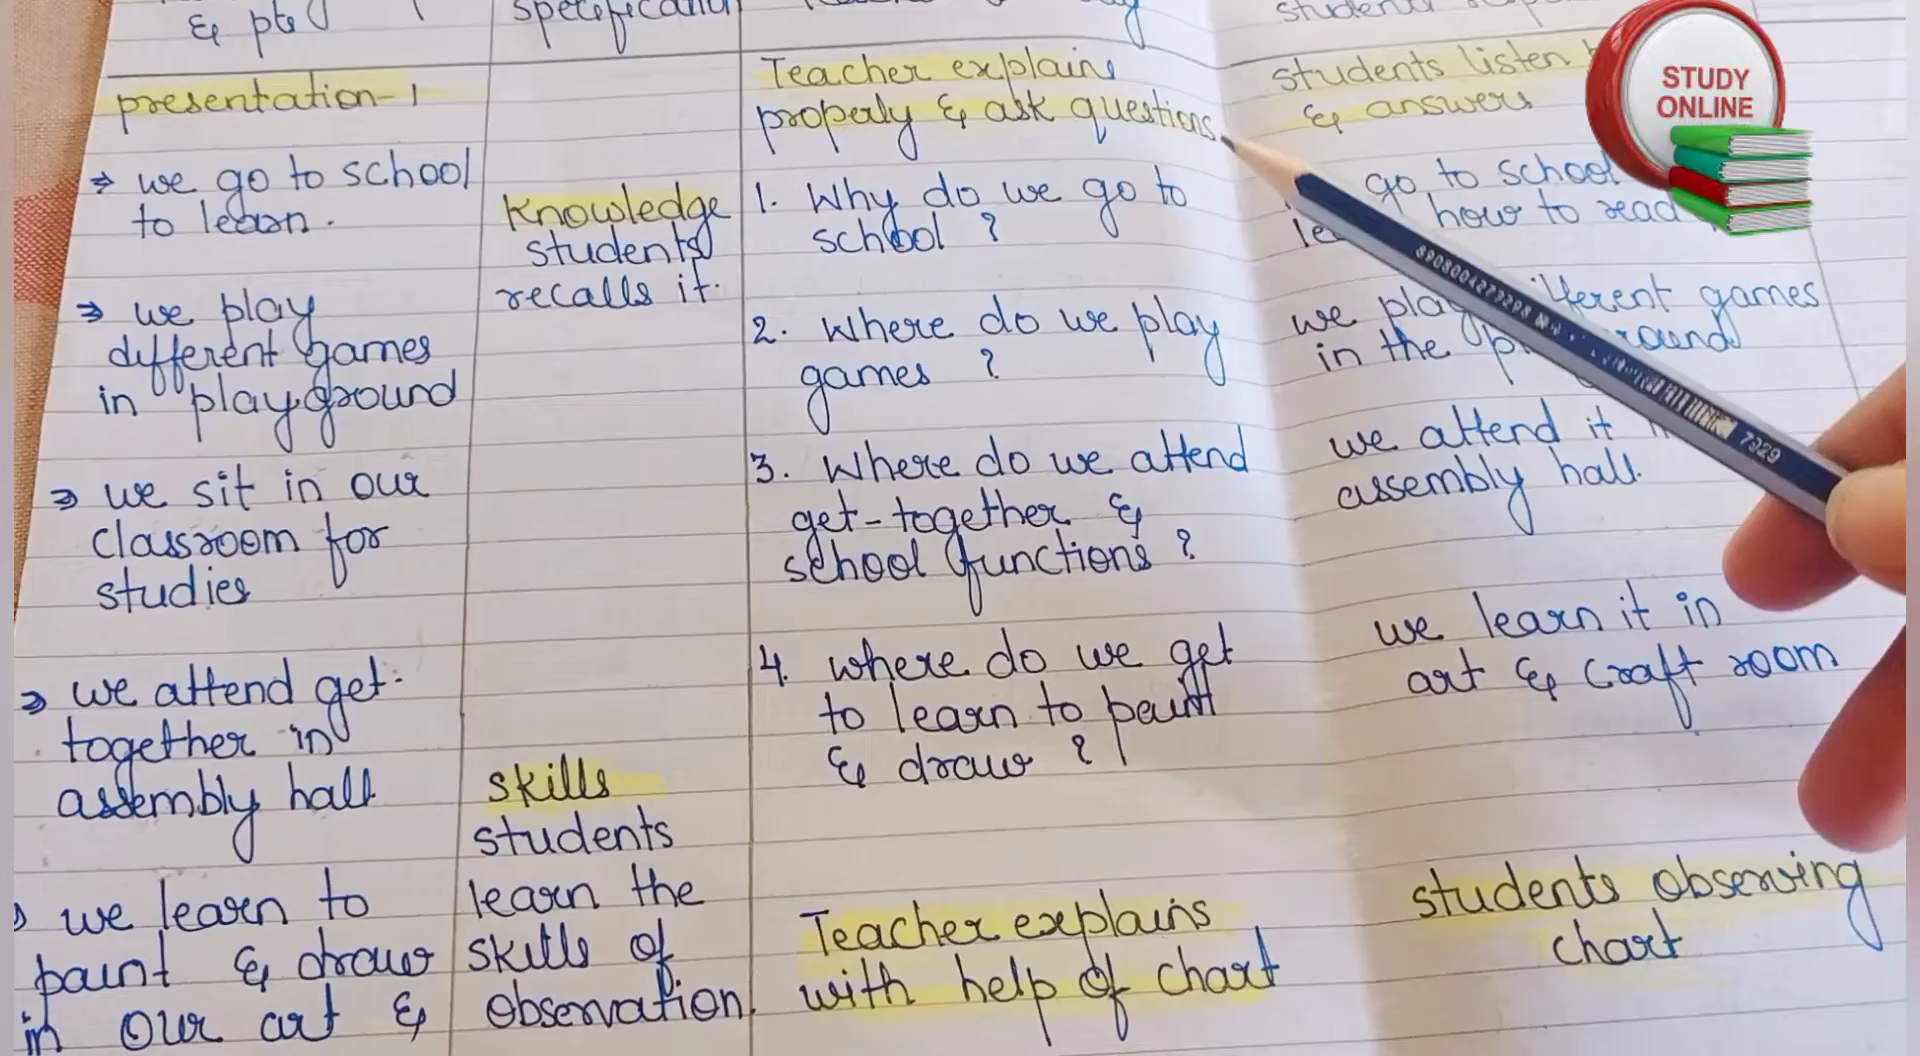 & pts
specification
presentation-1
⇒ we go to school
to learn.
⇒ we play
different games
in playground
⇒ we sit in our
classroom for
studies
⇒ we attend get-
together in
assembly hall
we learn to
paint & draw
in our art &
Knowledge
students
recalls it.
skills
students
learn the
skills of
observation.
Teacher explains
properly & ask questions
1. Why do we go to
school ?
2. Where do we play
games ?
3. Where do we attend
get-together &
school functions ?
4. where do we get
to learn to paint
& draw ?
Teacher explains
with help of chart
students listen
& answers
go to school
how to read
we play different games
in the playground
we attend it
assembly hall.
we learn it in
art & craft room
students observing
chart
STUDY
ONLINE
8903004273298
7329